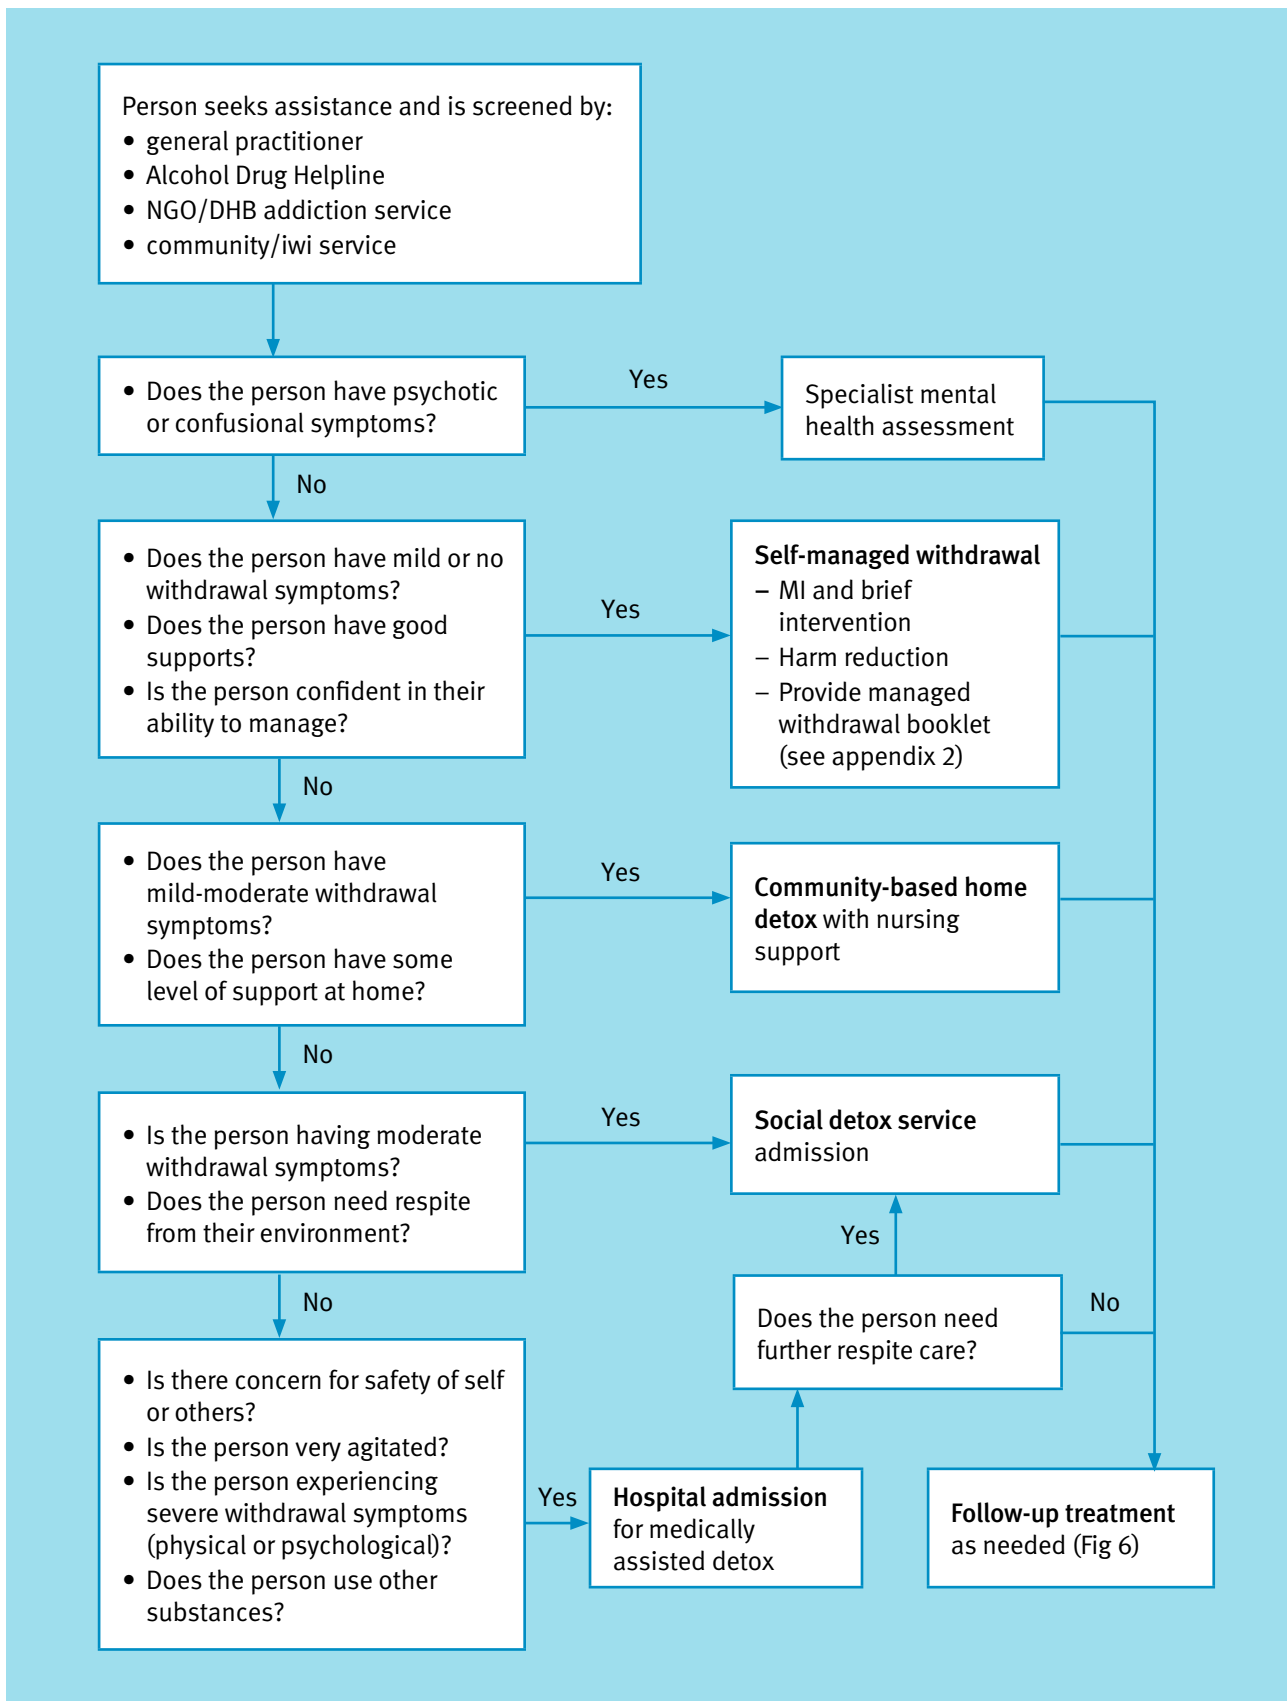 Person seeks assistance and is screened by:
• general practitioner
• Alcohol Drug Helpline
• NGO/DHB addiction service
• community/iwi service
• Does the person have psychotic
or confusional symptoms?
Yes
Specialist mental
health assessment
No
• Does the person have mild or no
withdrawal symptoms?
• Does the person have good
supports?
• Is the person confident in their
ability to manage?
Yes
Self-managed withdrawal
– MI and brief
intervention
– Harm reduction
– Provide managed
withdrawal booklet
(see appendix 2)
No
• Does the person have
mild-moderate withdrawal
symptoms?
• Does the person have some
level of support at home?
Yes
Community-based home
detox with nursing
support
No
• Is the person having moderate
withdrawal symptoms?
• Does the person need respite
from their environment?
Yes
Social detox service
admission
Yes
Does the person need
further respite care?
No
No
• Is there concern for safety of self
or others?
• Is the person very agitated?
• Is the person experiencing
severe withdrawal symptoms
(physical or psychological)?
• Does the person use other
substances?
Yes
Hospital admission
for medically
assisted detox
Follow-up treatment
as needed (Fig 6)